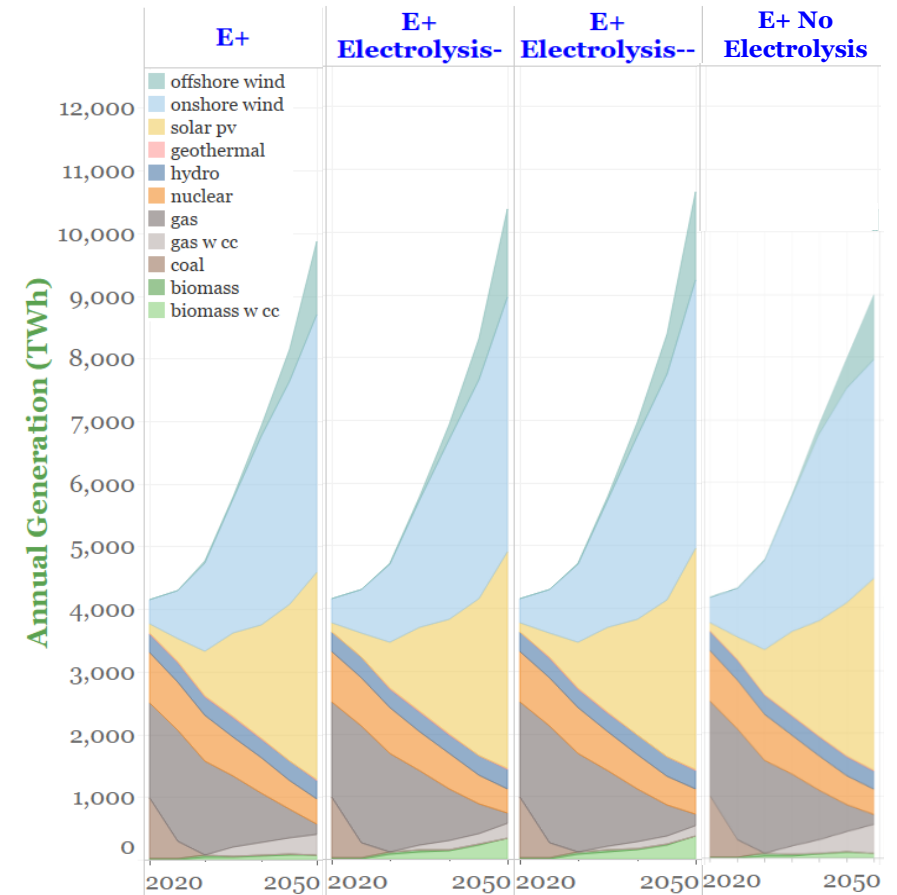 E+
E+
Electrolysis-
E+
Electrolysis--
E+ No
Electrolysis
offshore wind
onshore wind
solar pv
geothermal
hydro
nuclear
gas
gas w cc
coal
biomass
biomass w cc
Annual Generation (TWh)
12,000
11,000
10,000
9,000
8,000
7,000
6,000
5,000
4,000
3,000
2,000
1,000
0
2020 2050 2020 2050 2020 2050 2020 2050